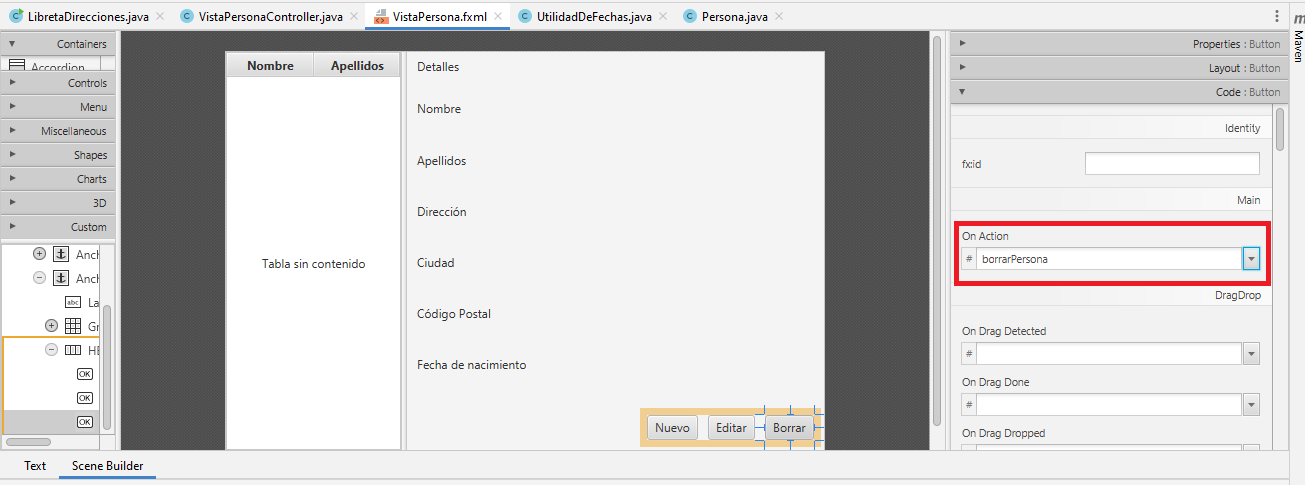 LibretaDirecciones.java
VistaPersonaController.java
VistaPersona.fxml
UtilidadDeFechas.java
Persona.java
m
Maven
Containers
Accordion
Controls
Menu
Miscellaneous
Shapes
Charts
3D
Custom
Anch
Anch
abc La
Gr
HB
OK
OK
OK
Nombre Apellidos
Tabla sin contenido
Detalles
Nombre
Apellidos
Dirección
Ciudad
Código Postal
Fecha de nacimiento
Nuevo Editar Borrar
Properties : Button
Layout : Button
Code : Button
Identity
fx:id
Main
On Action
# borrarPersona
DragDrop
On Drag Detected
#
On Drag Done
#
On Drag Dropped
Text Scene Builder